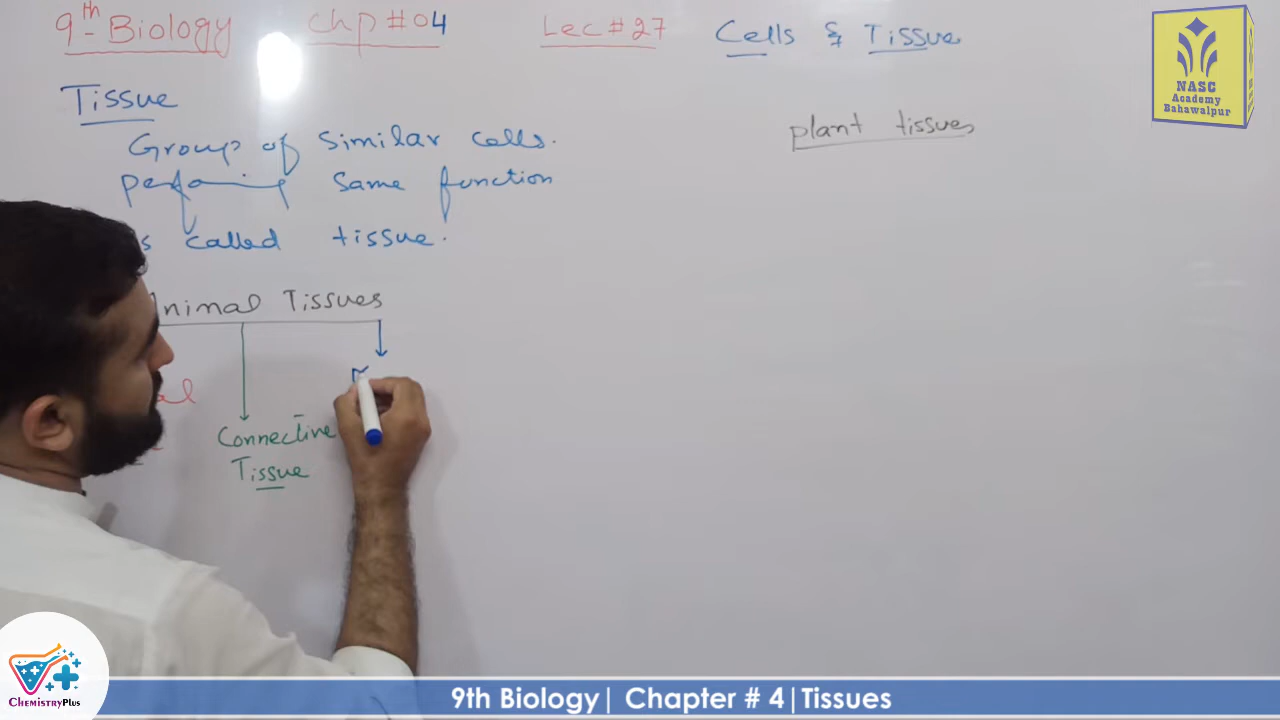 9th Biology Chp # 04 Lec # 27 Cells & Tissue
NASC
Academy
Bahawalpur
Tissue
plant tissues
Group of Similar cells.
Same function
called tissue.
Animal Tissues
Connective
Tissue
ChemistryPlus
9th Biology| Chapter # 4|Tissues